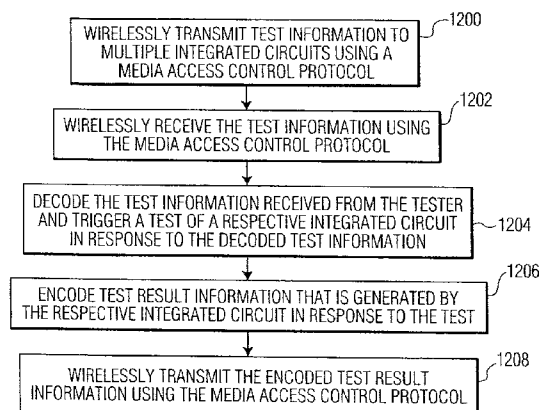 WIRELESSLY TRANSMIT TEST INFORMATION TO
MULTIPLE INTEGRATED CIRCUITS USING A
MEDIA ACCESS CONTROL PROTOCOL
1200
WIRELESSLY RECEIVE THE TEST INFORMATION USING
THE MEDIA ACCESS CONTROL PROTOCOL
1202
DECODE THE TEST INFORMATION RECEIVED FROM THE TESTER
AND TRIGGER A TEST OF A RESPECTIVE INTEGRATED CIRCUIT
IN RESPONSE TO THE DECODED TEST INFORMATION
1204
ENCODE TEST RESULT INFORMATION THAT IS GENERATED BY
THE RESPECTIVE INTEGRATED CIRCUIT IN RESPONSE TO THE TEST
1206
WIRELESSLY TRANSMIT THE ENCODED TEST RESULT
INFORMATION USING THE MEDIA ACCESS CONTROL PROTOCOL
1208